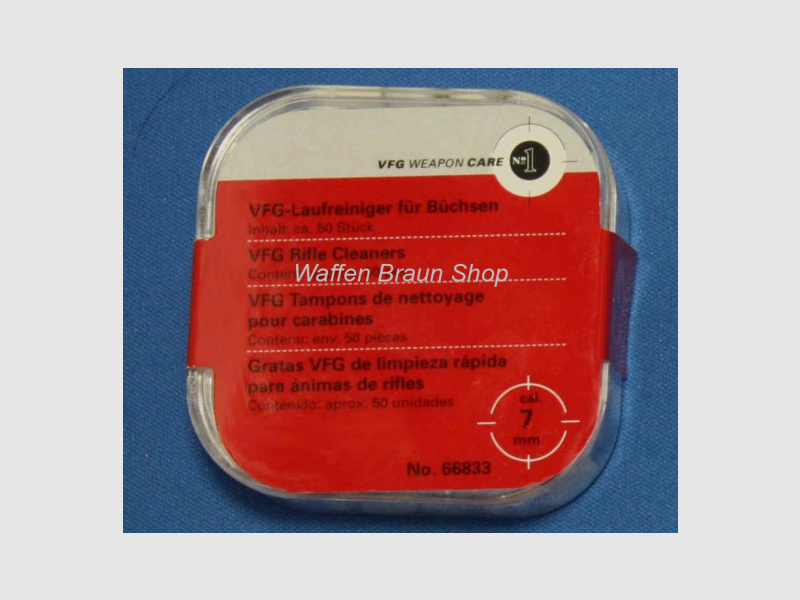 VFG WEAPON CARE № 1
VFG-Laufreiniger für Büchsen
Inhalt: ca. 50 Stück
VFG Rifle Cleaners
Waffen Braun Shop
VFG Tampons de nettoyage
pour carabines
Contenu: env. 50 pièces
Gratas VFG de limpieza rápida
para ánimas de rifles
Contenido: aprox. 50 unidades
cal.
7
mm
No. 66833